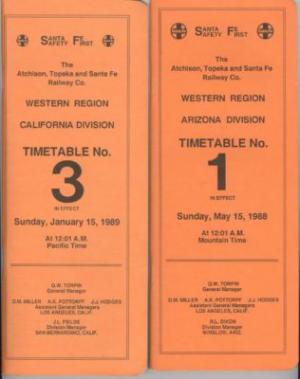 SANTA FE
SAFETY FIRST
The
Atchison, Topeka and Santa Fe
Railway Co.
WESTERN REGION
CALIFORNIA DIVISION
TIMETABLE No.
3
IN EFFECT
Sunday, January 15, 1989
At 12:01 A.M.
Pacific Time
Q.W. TORPIN
General Manager
D.M. MILLER A.K. POTTORFF J.J. HODGES
Assistant General Managers
LOS ANGELES, CALIF.
J.L. FIELDS
Division Manager
SAN BERNARDINO, CALIF.
SANTA FE
SAFETY FIRST
The
Atchison, Topeka and Santa Fe
Railway Co.
WESTERN REGION
ARIZONA DIVISION
TIMETABLE No.
1
IN EFFECT
Sunday, May 15, 1988
At 12:01 A.M.
Mountain Time
Q.W. TORPIN
General Manager
D.M. MILLER A.K. POTTORFF J.J. HODGES
Assistant General Managers
LOS ANGELES, CALIF.
Division Manager
WINSLOW, ARIZ.